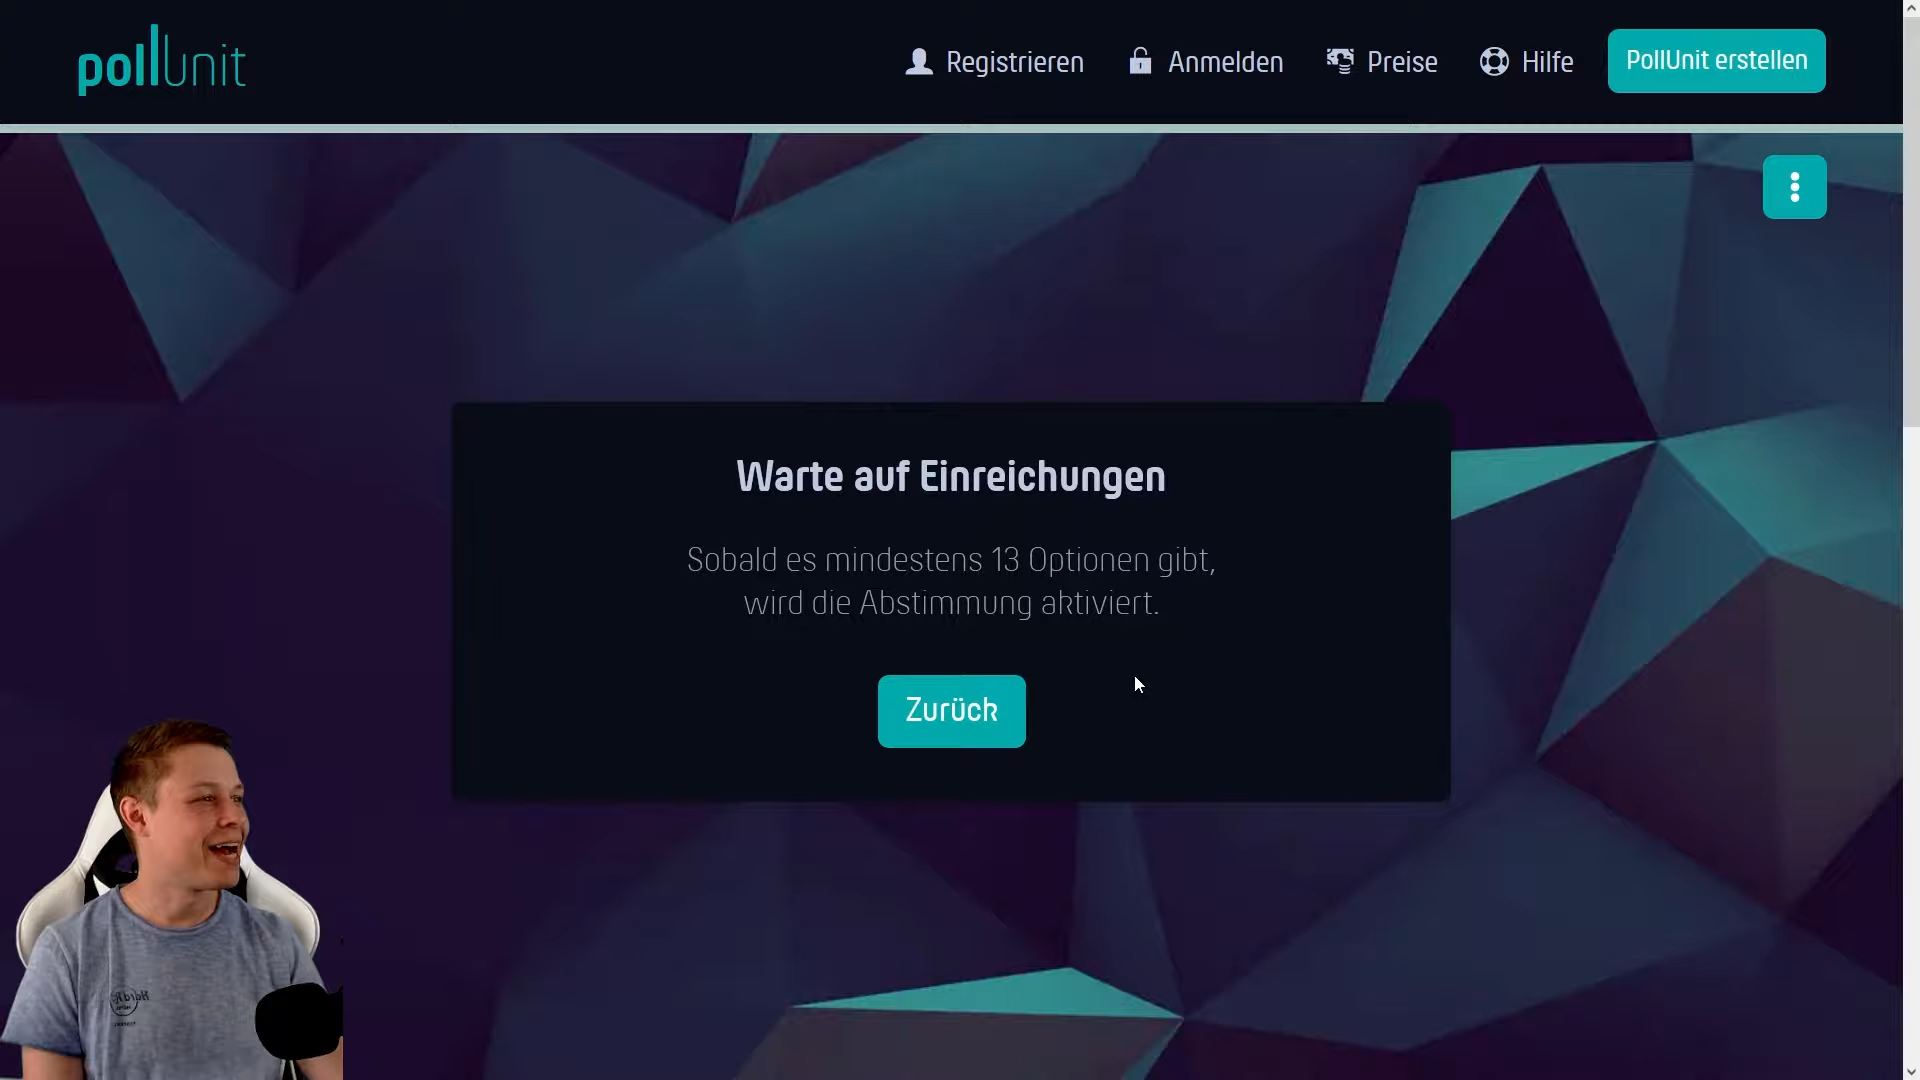 pollUnit
Registrieren
Anmelden
Preise
Hilfe
PollUnit erstellen
Warte auf Einreichungen
Sobald es mindestens 13 Optionen gibt,
wird die Abstimmung aktiviert.
Zurück